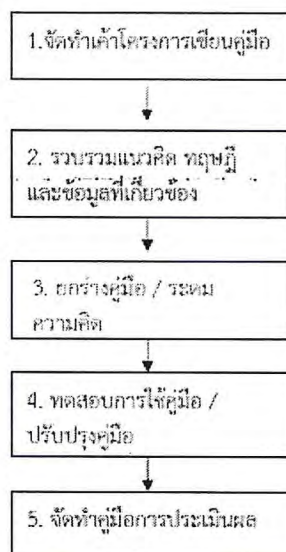 1.จัดทำเค้าโครงการเขียนคู่มือ
2. รวบรวมแนวคิด ทฤษฎี
และข้อมูลที่เกี่ยวข้อง
3. ยกร่างคู่มือ / ระดม
ความคิด
4. ทดสอบการใช้คู่มือ /
ปรับปรุงคู่มือ
5. จัดทำคู่มือการประเมินผล